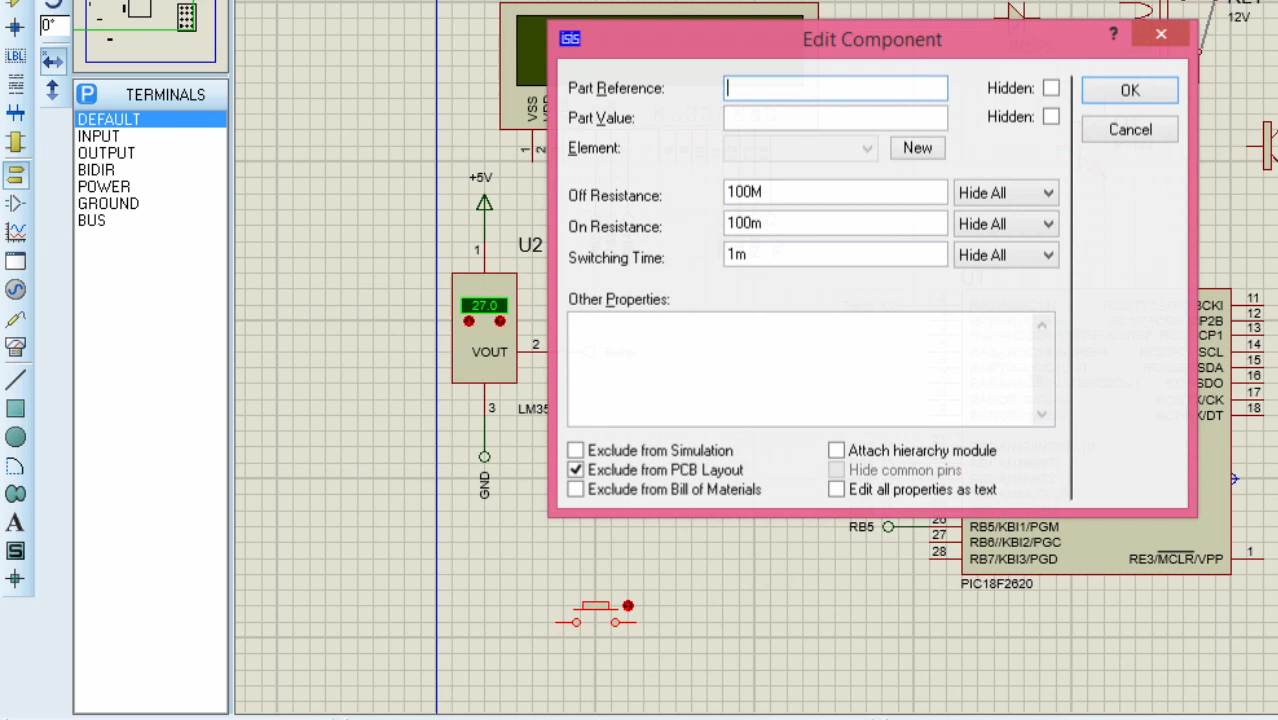 0°
LBL
P TERMINALS
DEFAULT
INPUT
OUTPUT
BIDIR
POWER
GROUND
BUS
A
S
12V
isis Edit Component ? ×
Part Reference: Hidden:
Part Value: Hidden:
Element: New
Off Resistance: 100M Hide All
On Resistance: 100m Hide All
Switching Time: 1m Hide All
Other Properties:
Exclude from Simulation
Exclude from PCB Layout
Exclude from Bill of Materials
Attach hierarchy module
Hide common pins
Edit all properties as text
OK
Cancel
VSS
1
2
+5V
1
U2
27.0
VOUT
2
3
LM35
GND
U1
CKI 11
P2B 12
CP1 13
SCL 14
SDA 15
SDO 16
X/CK 17
X/DT 18
RB5 26 RB5/KBI1/PGM
27 RB6//KBI2/PGC
28 RB7/KBI3/PGD
RE3/MCLR/VPP 1
PIC18F2620